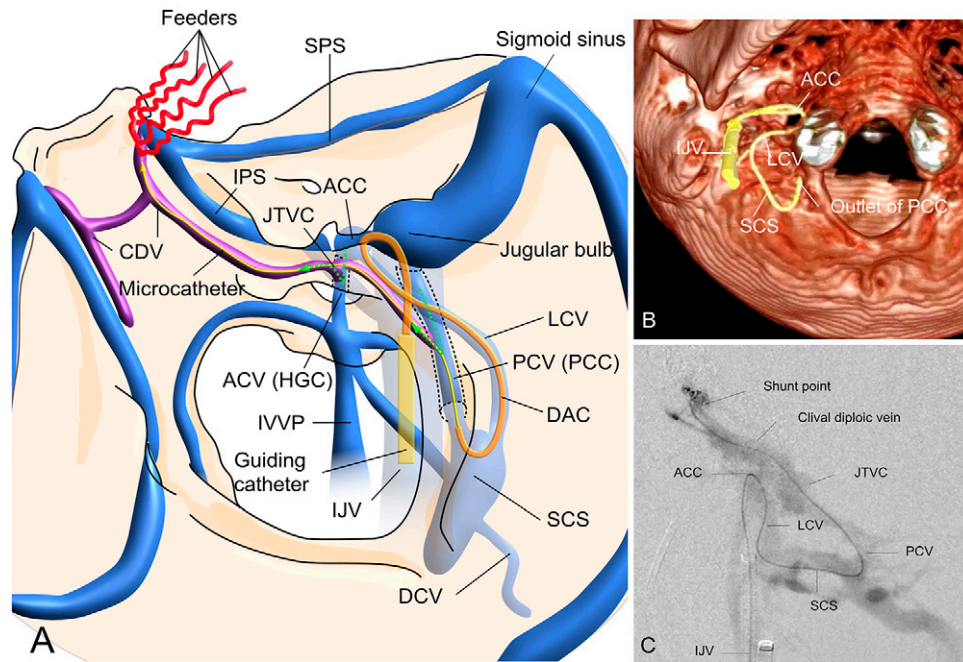 Feeders
SPS
Sigmoid sinus
IPS
ACC
JTVC
CDV
Microcatheter
Jugular bulb
LCV
PCV (PCC)
ACV (HGC)
DAC
IVVP
Guiding
catheter
IJV
SCS
DCV
A
ACC
IJV
LCV
SCS
Outlet of PCC
B
Shunt point
Clival diploic vein
ACC
JTVC
LCV
PCV
SCS
IJV
C